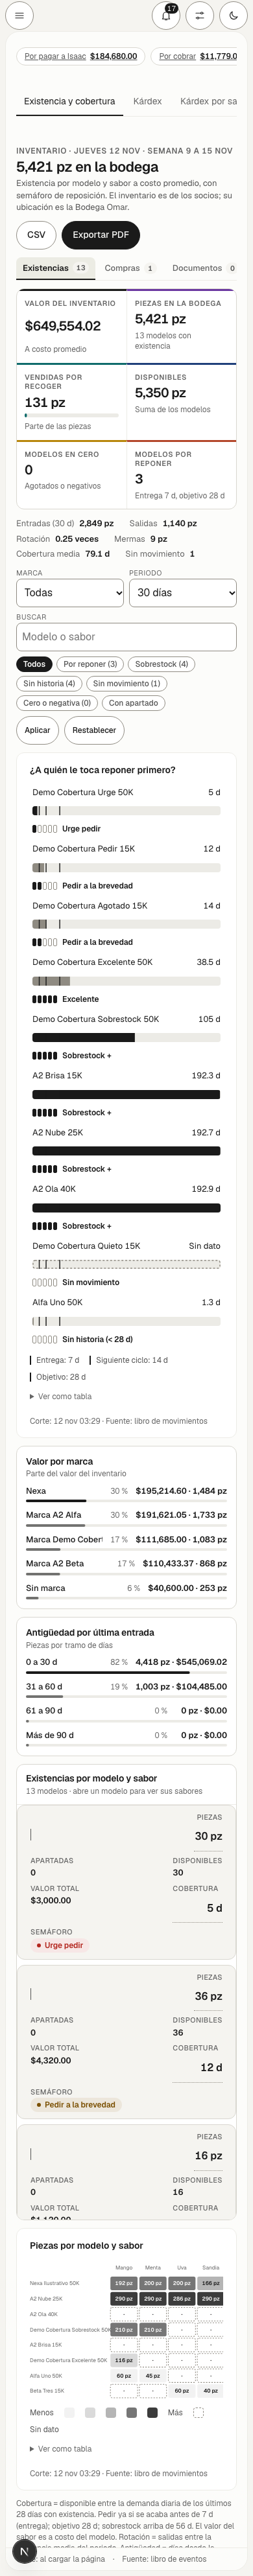 17
Por pagar a Isaac $184,680.00
Por cobrar $11,779.0
Existencia y cobertura Kárdex Kárdex por sa
INVENTARIO · JUEVES 12 NOV · SEMANA 9 A 15 NOV
5,421 pz en la bodega
Existencia por modelo y sabor a costo promedio, con
semáforo de reposición. El inventario es de los socios; su
ubicación es la Bodega Omar.
CSV Exportar PDF
Existencias 13 Compras 1 Documentos 0
VALOR DEL INVENTARIO
$649,554.02
A costo promedio
PIEZAS EN LA BODEGA
5,421 pz
13 modelos con
existencia
VENDIDAS POR
RECOGER
131 pz
Parte de las piezas
DISPONIBLES
5,350 pz
Suma de los modelos
MODELOS EN CERO
0
Agotados o negativos
MODELOS POR
REPONER
3
Entrega 7 d, objetivo 28 d
Entradas (30 d) 2,849 pz Salidas 1,140 pz
Rotación 0.25 veces Mermas 9 pz
Cobertura media 79.1 d Sin movimiento 1
MARCA PERIODO
Todas 30 días
BUSCAR
Modelo o sabor
Todos Por reponer (3) Sobrestock (4)
Sin historia (4) Sin movimiento (1)
Cero o negativa (0) Con apartado
Aplicar Restablecer
¿A quién le toca reponer primero?
Demo Cobertura Urge 50K 5 d
Urge pedir
Demo Cobertura Pedir 15K 12 d
Pedir a la brevedad
Demo Cobertura Agotado 15K 14 d
Pedir a la brevedad
Demo Cobertura Excelente 50K 38.5 d
Excelente
Demo Cobertura Sobrestock 50K 105 d
Sobrestock +
A2 Brisa 15K 192.3 d
Sobrestock +
A2 Nube 25K 192.7 d
Sobrestock +
A2 Ola 40K 192.9 d
Sobrestock +
Demo Cobertura Quieto 15K Sin dato
Sin movimiento
Alfa Uno 50K 1.3 d
Sin historia (< 28 d)
Entrega: 7 d Siguiente ciclo: 14 d
Objetivo: 28 d
Ver como tabla
Corte: 12 nov 03:29 · Fuente: libro de movimientos
Valor por marca
Parte del valor del inventario
Nexa 30 % $195,214.60 · 1,484 pz
Marca A2 Alfa 30 % $191,621.05 · 1,733 pz
Marca Demo Cober 17 % $111,685.00 · 1,083 pz
Marca A2 Beta 17 % $110,433.37 · 868 pz
Sin marca 6 % $40,600.00 · 253 pz
Antigüedad por última entrada
Piezas por tramo de días
0 a 30 d 82 % 4,418 pz · $545,069.02
31 a 60 d 19 % 1,003 pz · $104,485.00
61 a 90 d 0 % 0 pz · $0.00
Más de 90 d 0 % 0 pz · $0.00
Existencias por modelo y sabor
13 modelos · abre un modelo para ver sus sabores
PIEZAS
30 pz
APARTADAS DISPONIBLES
0 30
VALOR TOTAL COBERTURA
$3,000.00
5 d
SEMÁFORO
Urge pedir
PIEZAS
36 pz
APARTADAS DISPONIBLES
0 36
VALOR TOTAL COBERTURA
$4,320.00
12 d
SEMÁFORO
Pedir a la brevedad
PIEZAS
16 pz
APARTADAS DISPONIBLES
0 16
VALOR TOTAL COBERTURA
Piezas por modelo y sabor
Mango Menta Uva Sandía
Nexa Ilustrativo 50K 192 pz 200 pz 200 pz 168 pz
A2 Nube 25K 290 pz 290 pz 286 pz 290 pz
A2 Ola 40K - - - -
Demo Cobertura Sobrestock 50K 210 pz 210 pz - -
A2 Brisa 15K - - - -
Demo Cobertura Excelente 50K 116 pz - - -
Alfa Uno 50K 60 pz 45 pz - -
Beta Tres 15K - - 60 pz 40 pz
Menos Más
Sin dato
Ver como tabla
Corte: 12 nov 03:29 · Fuente: libro de movimientos
Cobertura = disponible entre la demanda diaria de los últimos
28 días con existencia. Pedir ya si se acaba antes de 7 d
(entrega); objetivo 28 d; sobrestock arriba de 56 d. El valor del
sabor es a costo del modelo. Rotación = salidas entre la
N al cargar la página · Fuente: libro de eventos